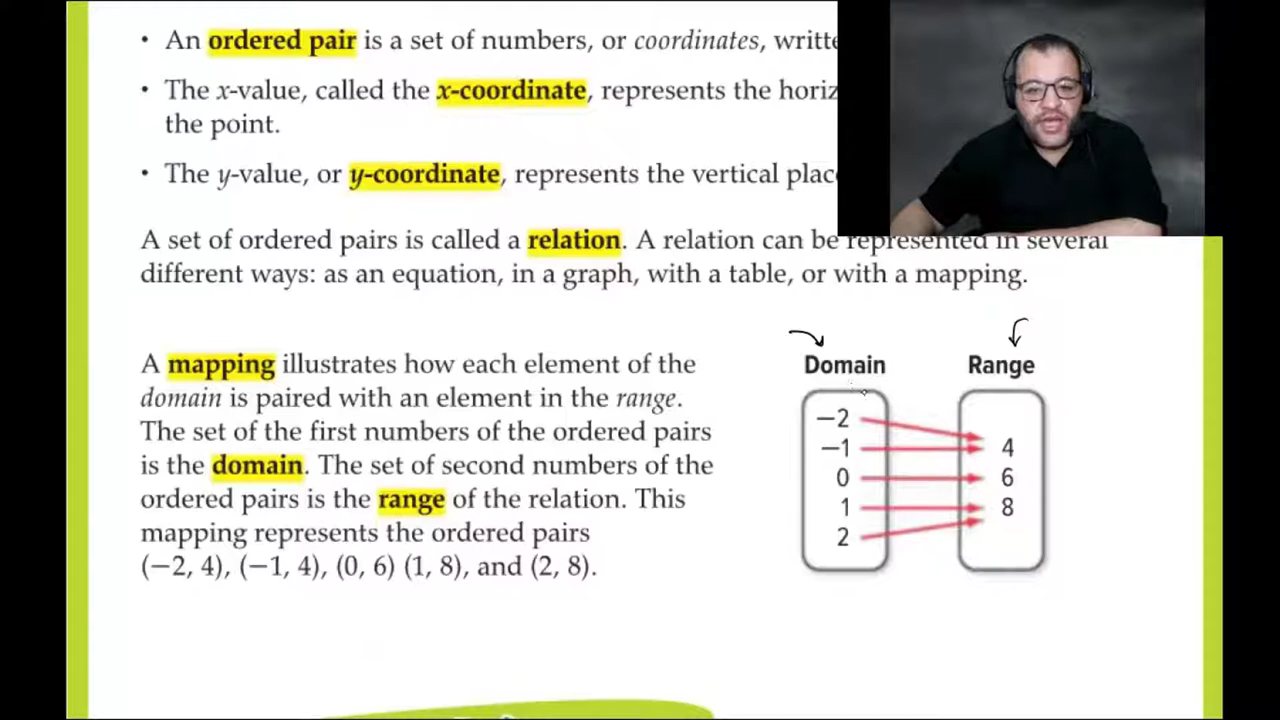 • An ordered pair is a set of numbers, or coordinates,
• The x-value, called the x-coordinate, represents the
the point.
• The y-value, or y-coordinate, represents the vertical
A set of ordered pairs is called a relation. A relation can be represented in several
different ways: as an equation, in a graph, with a table, or with a mapping.
A mapping illustrates how each element of the
domain is paired with an element in the range.
The set of the first numbers of the ordered pairs
is the domain. The set of second numbers of the
ordered pairs is the range of the relation. This
mapping represents the ordered pairs
(−2, 4), (−1, 4), (0, 6) (1, 8), and (2, 8).
Domain Range
−2
−1 4
0 6
1 8
2